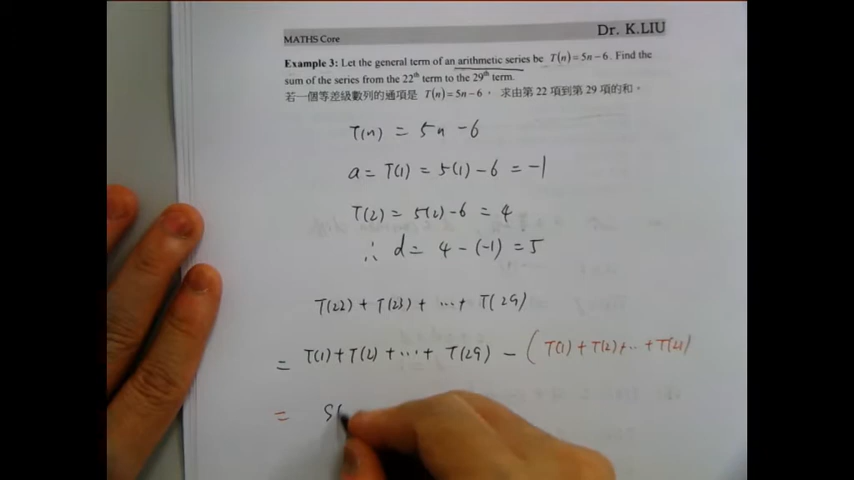 MATHS Core Dr. K.LIU
Example 3: Let the general term of an arithmetic series be T(n) = 5n − 6. Find the
sum of the series from the 22th term to the 29th term.
若一個等差級數列的通項是 T(n) = 5n − 6， 求由第 22 項到第 29 項的和。
T(n) = 5n − 6
a = T(1) = 5(1) − 6 = −1
T(2) = 5(2) − 6 = 4
∴ d = 4 − (−1) = 5
T(22) + T(23) + ... + T(29)
= T(1) + T(2) + ... + T(29) − (T(1) + T(2) + ... + T(21)
= S(